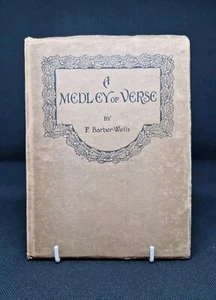 A
MEDLEY OF VERSE
BY
F. Barber-Wells